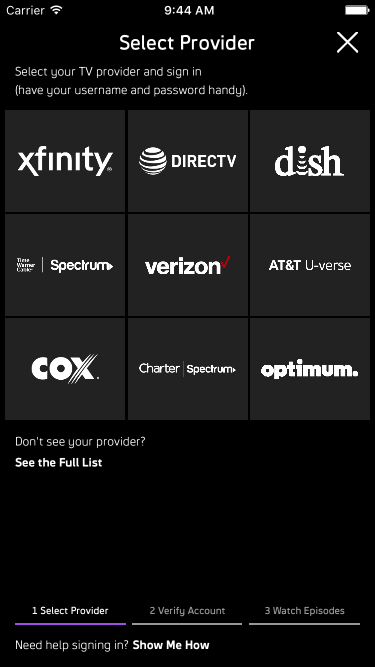 Carrier 9:44 AM
Select Provider
Select your TV provider and sign in
(have your username and password handy).
xfinity® DIRECTV dish
Time Warner Cable | Spectrum verizon AT&T U-verse
COX Charter | Spectrum optimum.
Don't see your provider?
See the Full List
1 Select Provider 2 Verify Account 3 Watch Episodes
Need help signing in? Show Me How